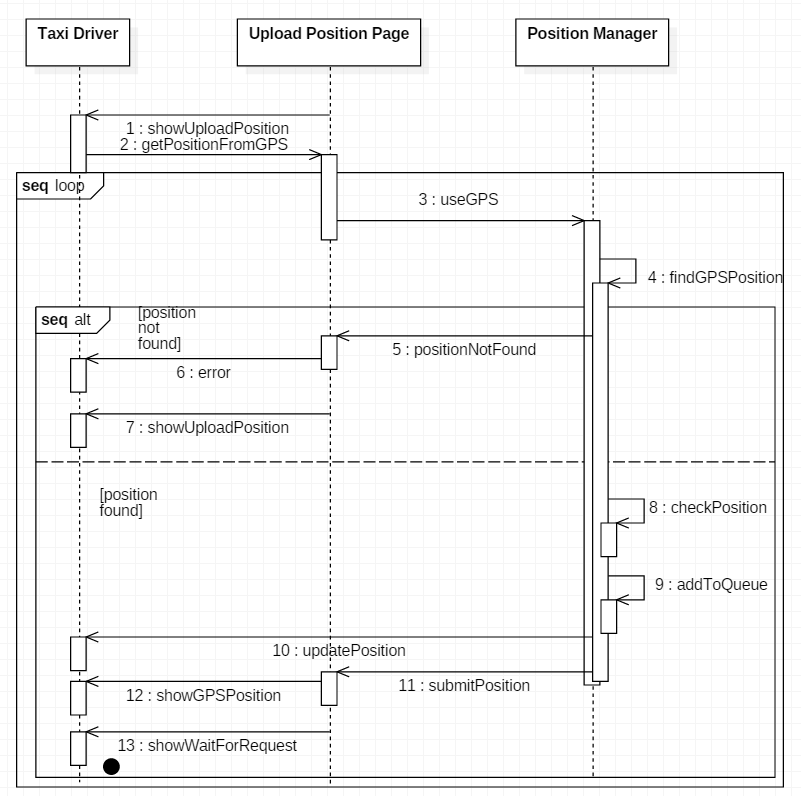 Taxi Driver
Upload Position Page
Position Manager
1 : showUploadPosition
2 : getPositionFromGPS
seq loop
3 : useGPS
4 : findGPSPosition
seq alt
[position
not
found]
5 : positionNotFound
6 : error
7 : showUploadPosition
[position
found]
8 : checkPosition
9 : addToQueue
10 : updatePosition
11 : submitPosition
12 : showGPSPosition
13 : showWaitForRequest